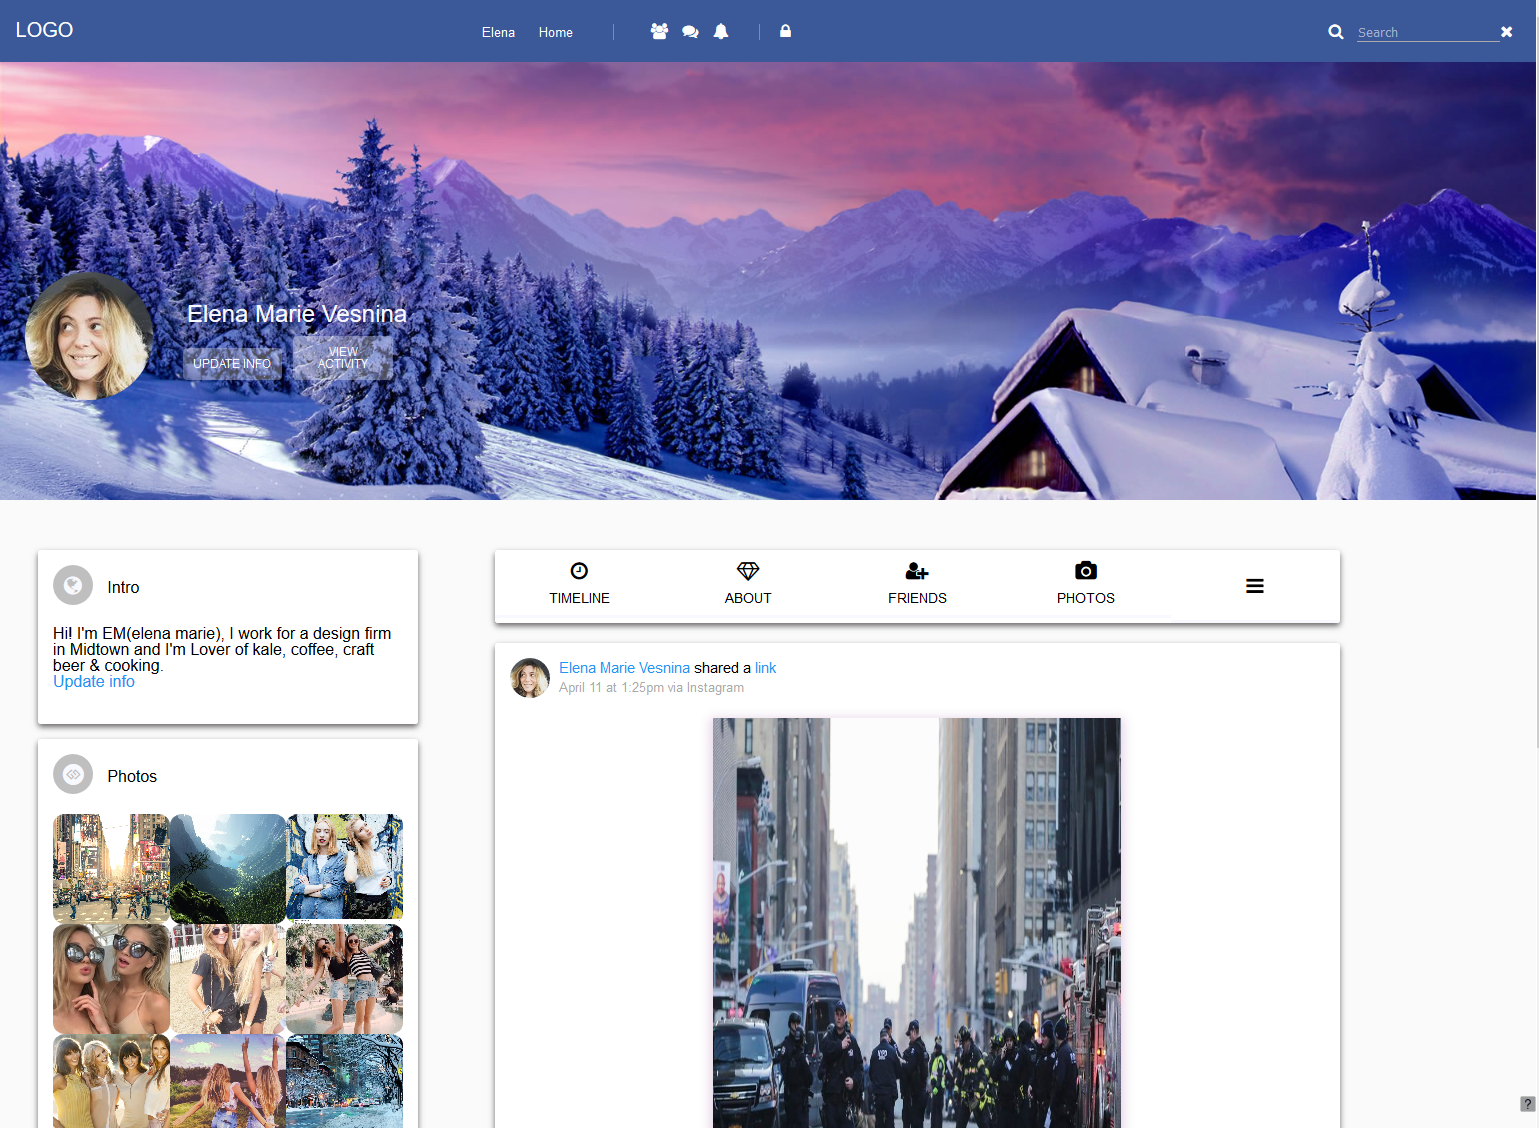 LOGO
Elena Home
Search
Elena Marie Vesnina
UPDATE INFO
VIEW
ACTIVITY
Intro
Hi! I'm EM(elena marie), I work for a design firm
in Midtown and I'm Lover of kale, coffee, craft
beer & cooking.
Update info
Photos
TIMELINE ABOUT FRIENDS PHOTOS
Elena Marie Vesnina shared a link
April 11 at 1:25pm via Instagram
?